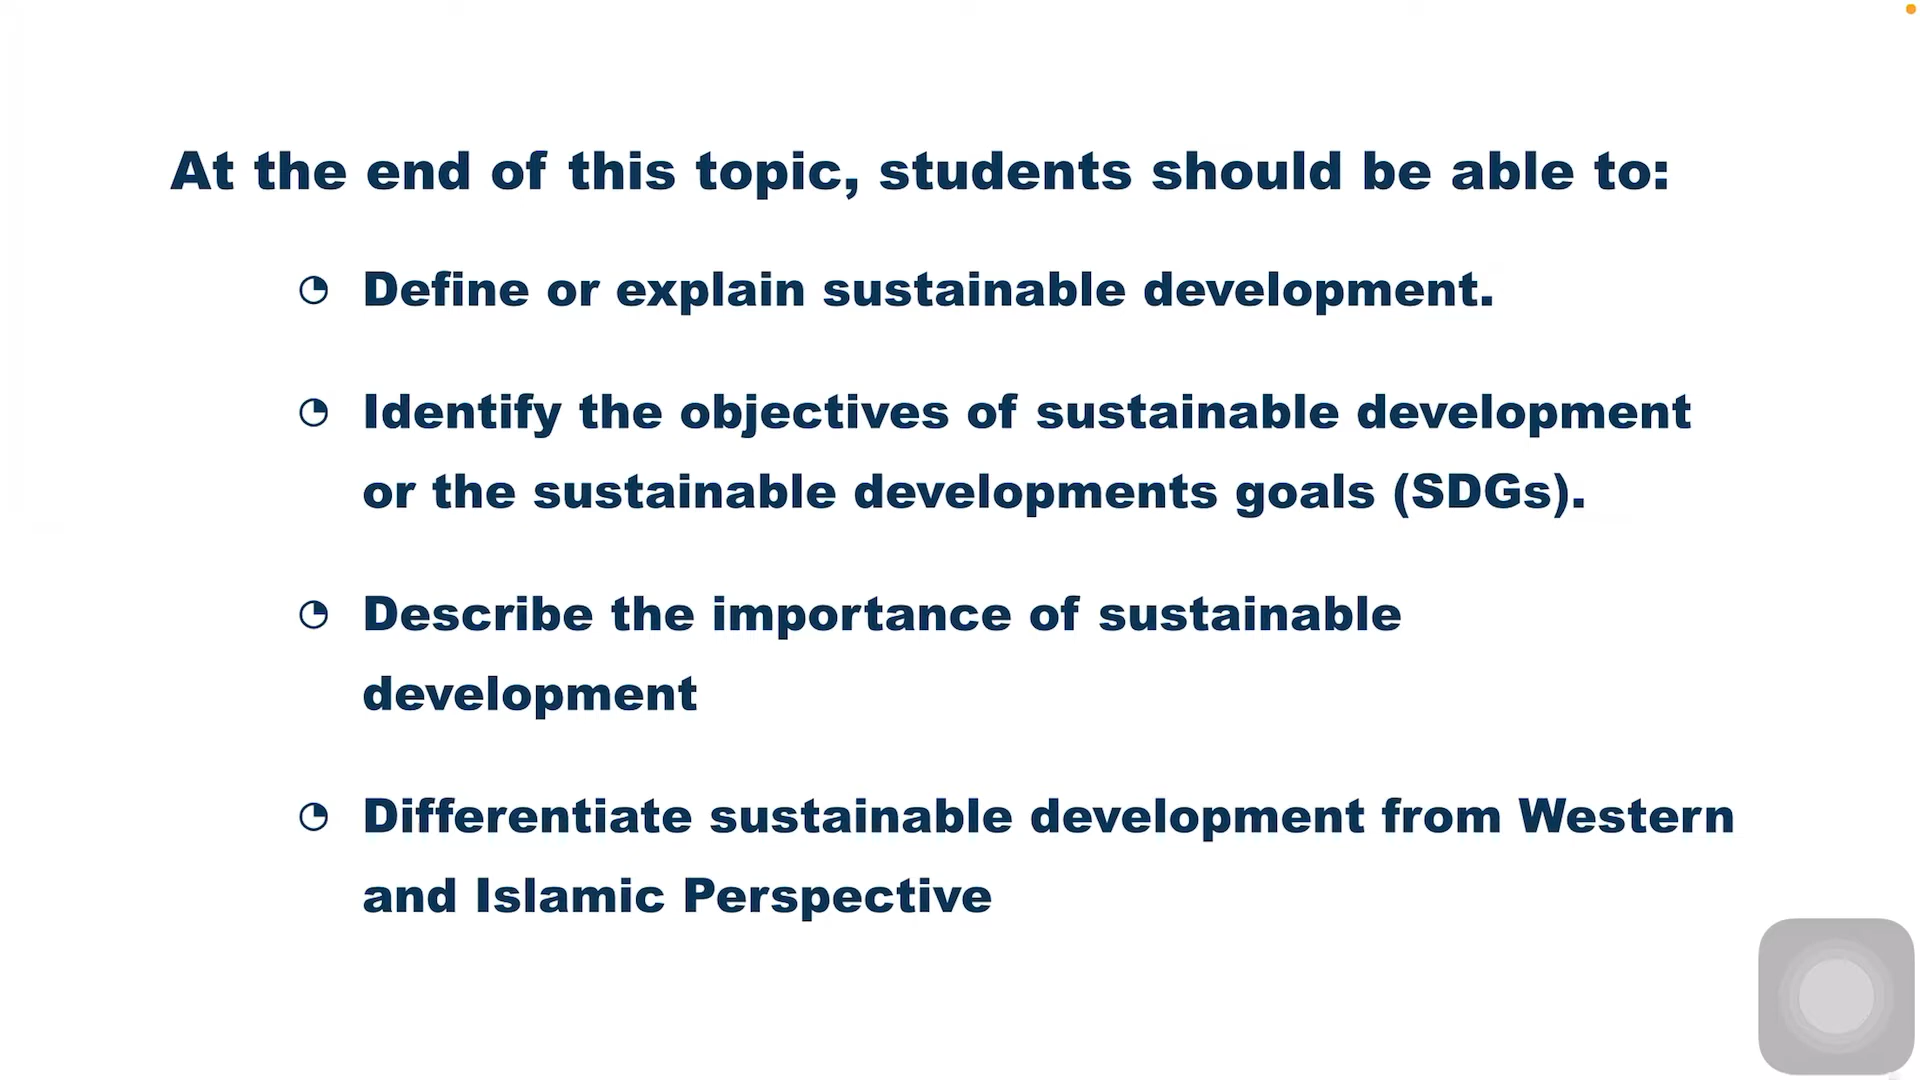 At the end of this topic, students should be able to:
Define or explain sustainable development.
Identify the objectives of sustainable development
or the sustainable developments goals (SDGs).
Describe the importance of sustainable
development
Differentiate sustainable development from Western
and Islamic Perspective